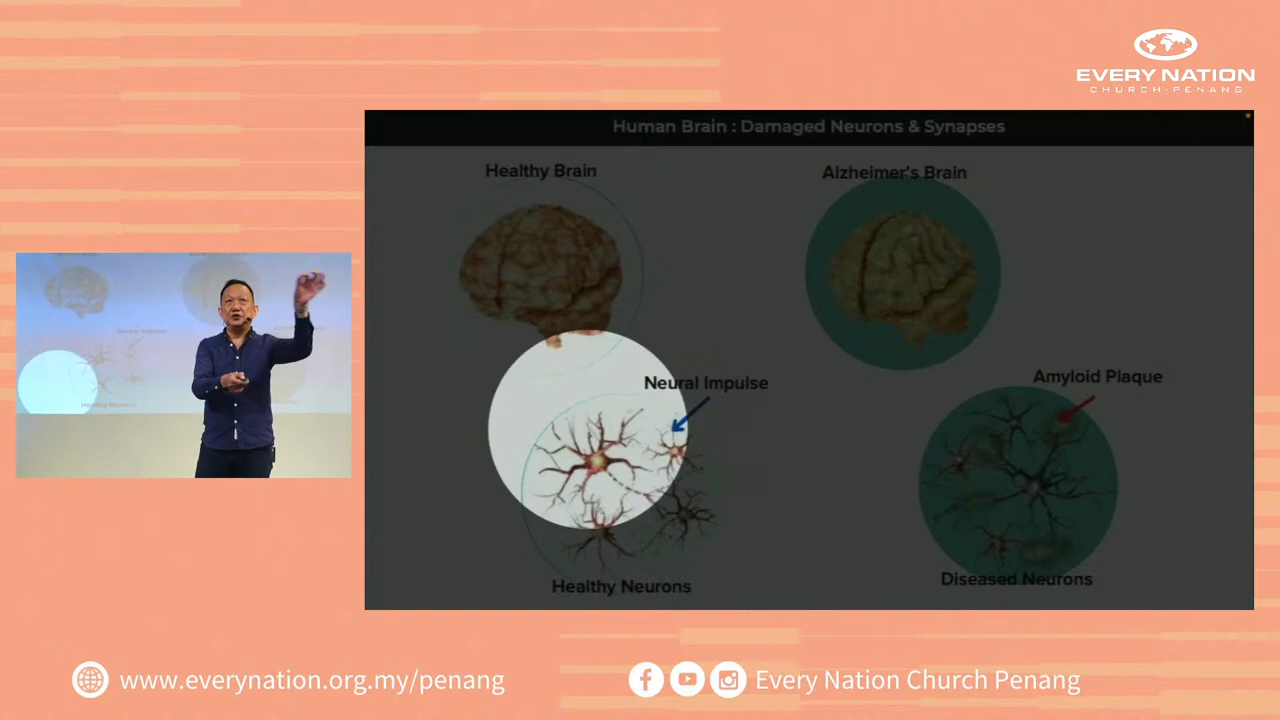 EVERY NATION
CHURCH-PENANG
Human Brain : Damaged Neurons & Synapses
Healthy Brain
Alzheimer's Brain
Neural Impulse
Amyloid Plaque
Healthy Neurons
Diseased Neurons
www.everynation.org.my/penang
Every Nation Church Penang